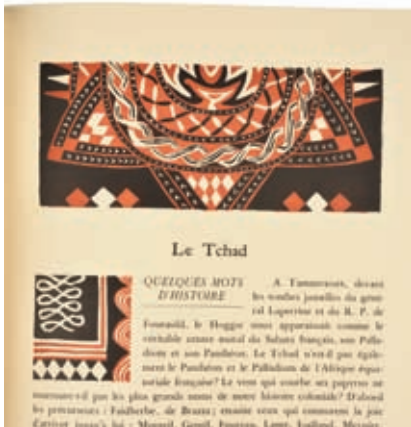 Le Tchad
QUELQUES MOTS
D'HISTOIRE
A Tamanrasset, devant
les tombes jumelles du géné-
ral Laperrine et du R. P. de
Foucauld, le Hoggar nous apparaissait comme le
véritable centre moral du Sahara français, son Palla-
dium et son Panthéon. Le Tchad n'est-il pas égale-
ment le Panthéon et le Palladium de l'Afrique équa-
toriale française? Le vent qui courbe ses papyrus ne
murmure-t-il pas les plus grands noms de notre histoire coloniale? D'abord
les précurseurs : Faidherbe, de Brazza; ensuite ceux qui connurent la joie
d'arriver jusqu'à lui : Gentil, Foureau, Lamy, Joalland, Meynier,